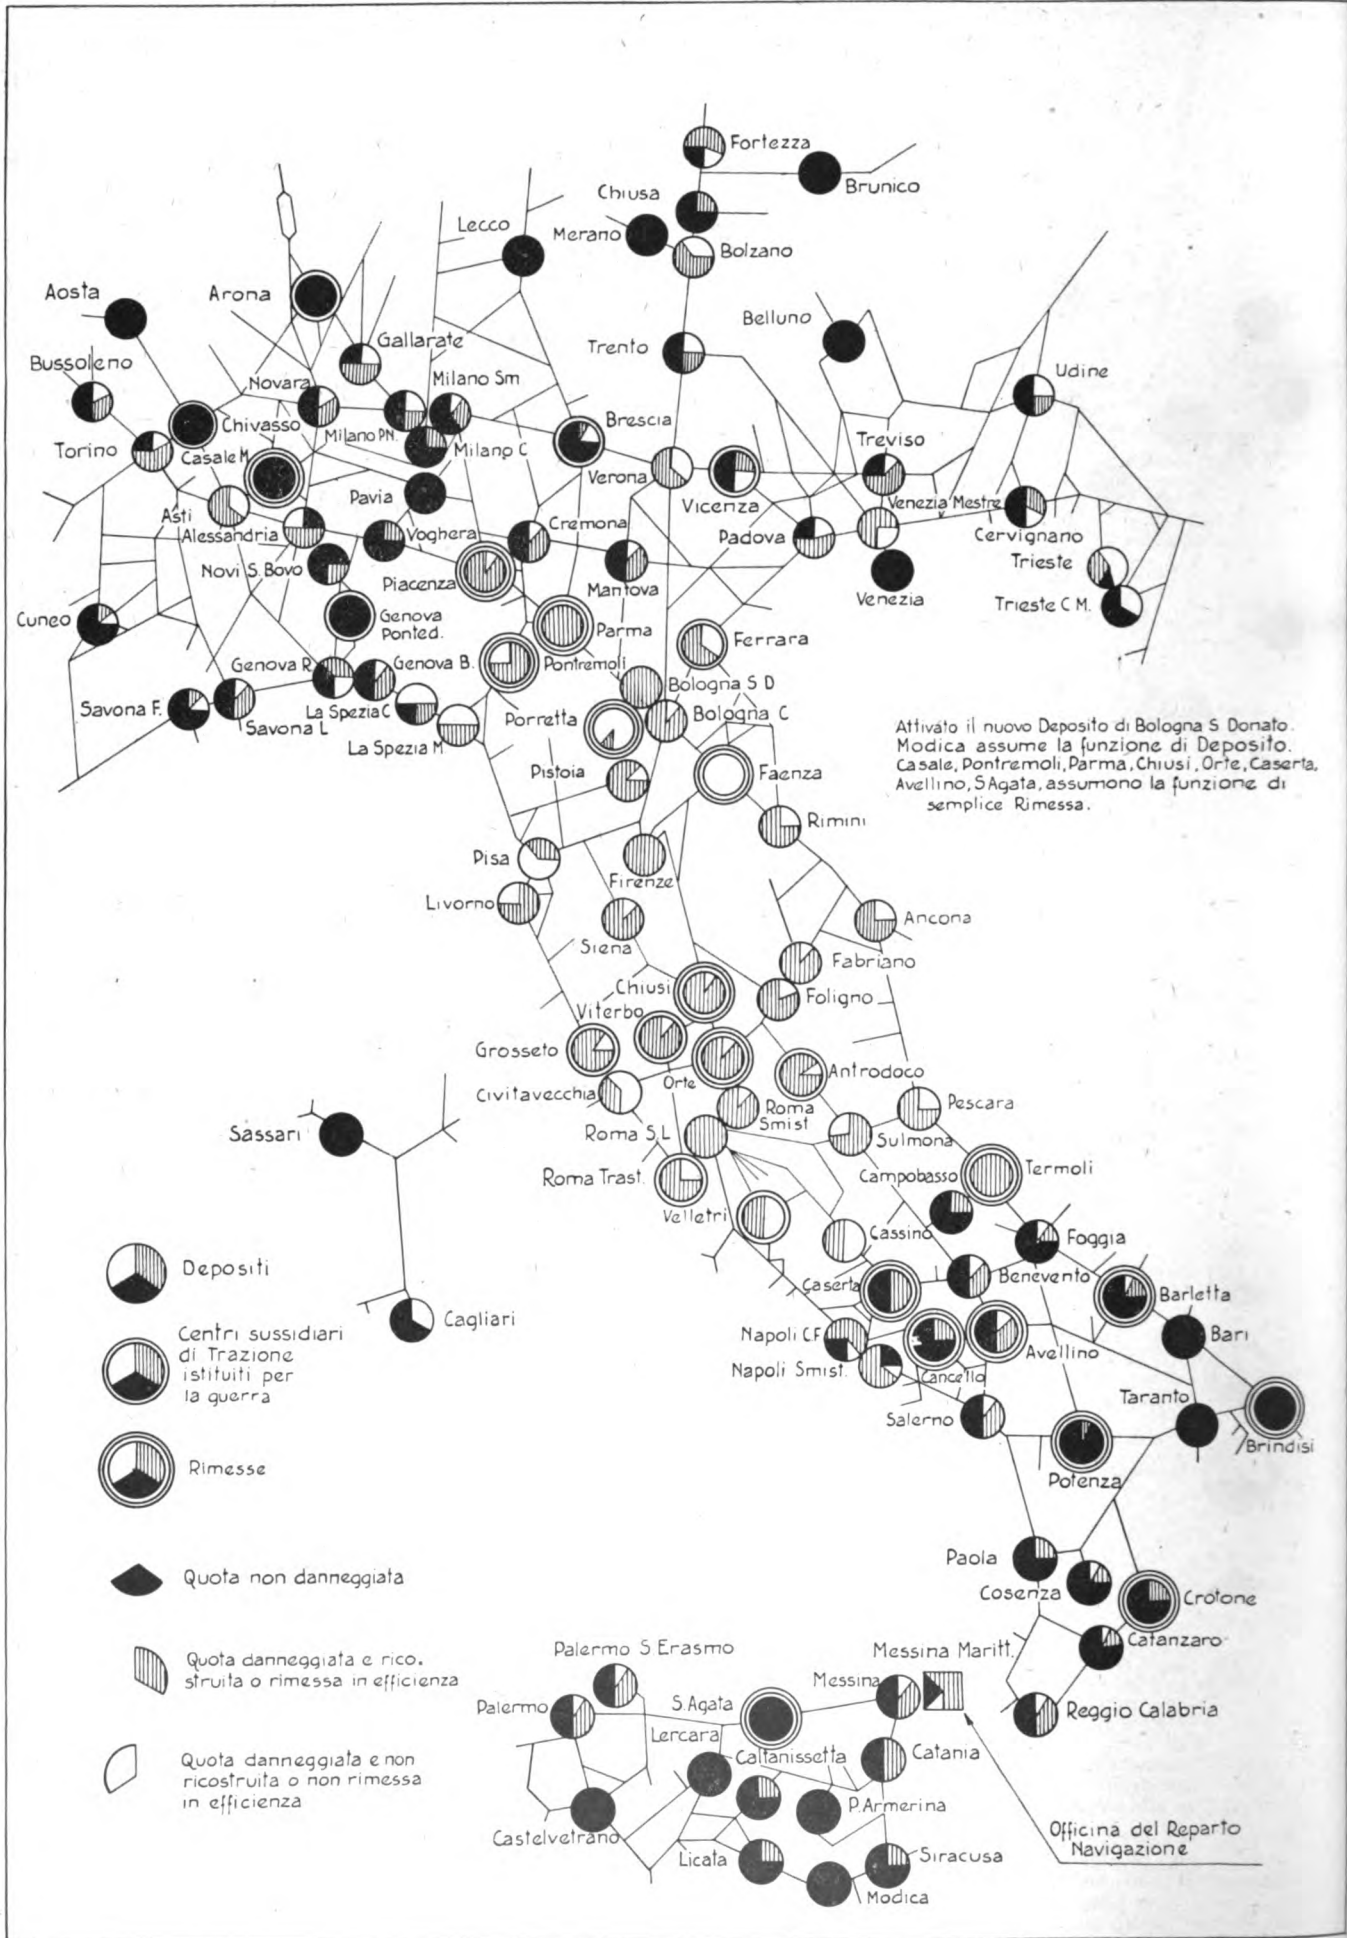 Fortezza
Brunico
Chiusa
Merano
Lecco
Bolzano
Aosta
Arona
Belluno
Trento
Gallarate
Bussoleno
Udine
Novara
Milano Sm
Brescia
Chivasso
Milano P.N.
Treviso
Torino
Casale M.
Milano C
Verona
Pavia
Vicenza
Venezia Mestre
Asti
Alessandria
Voghera
Cremona
Padova
Cervignano
Novi S. Bovo
Piacenza
Mantova
Trieste
Venezia
Trieste C M.
Cuneo
Genova
Ponted.
Parma
Ferrara
Genova R.
Genova B.
Pontremoli
Bologna S D
Savona F.
Savona L
La Spezia C
Porretta
Bologna C
La Spezia M
Pistoia
Faenza
Attivato il nuovo Deposito di Bologna S Donato.
Modica assume la funzione di Deposito.
Casale, Pontremoli, Parma, Chiusi, Orte, Caserta,
Avellino, S Agata, assumono la funzione di
semplice Rimessa.
Rimini
Pisa
Firenze
Livorno
Siena
Ancona
Fabriano
Chiusi
Foligno
Viterbo
Grosseto
Orte
Antrodoco
Civitavecchia
Roma
Smist
Pescara
Sassari
Roma S L
Sulmona
Roma Trast.
Campobasso
Termoli
Velletri
Cassino
Foggia
Depositi
Caserta
Benevento
Barletta
Cagliari
Napoli C.F
Avellino
Bari
Centri sussidiari
di Trazione
istituiti per
la guerra
Napoli Smist.
Cancello
Taranto
Salerno
Brindisi
Rimesse
Potenza
Paola
Cosenza
Crotone
Quota non danneggiata
Catanzaro
Palermo S Erasmo
Messina Maritt.
Quota danneggiata e rico.
struita o rimessa in efficienza
Messina
Palermo
S. Agata
Reggio Calabria
Lercara
Caltanissetta
Catania
Quota danneggiata e non
ricostruita o non rimessa
in efficienza
P. Armerina
Castelvetrano
Officina del Reparto
Navigazione
Licata
Siracusa
Modica